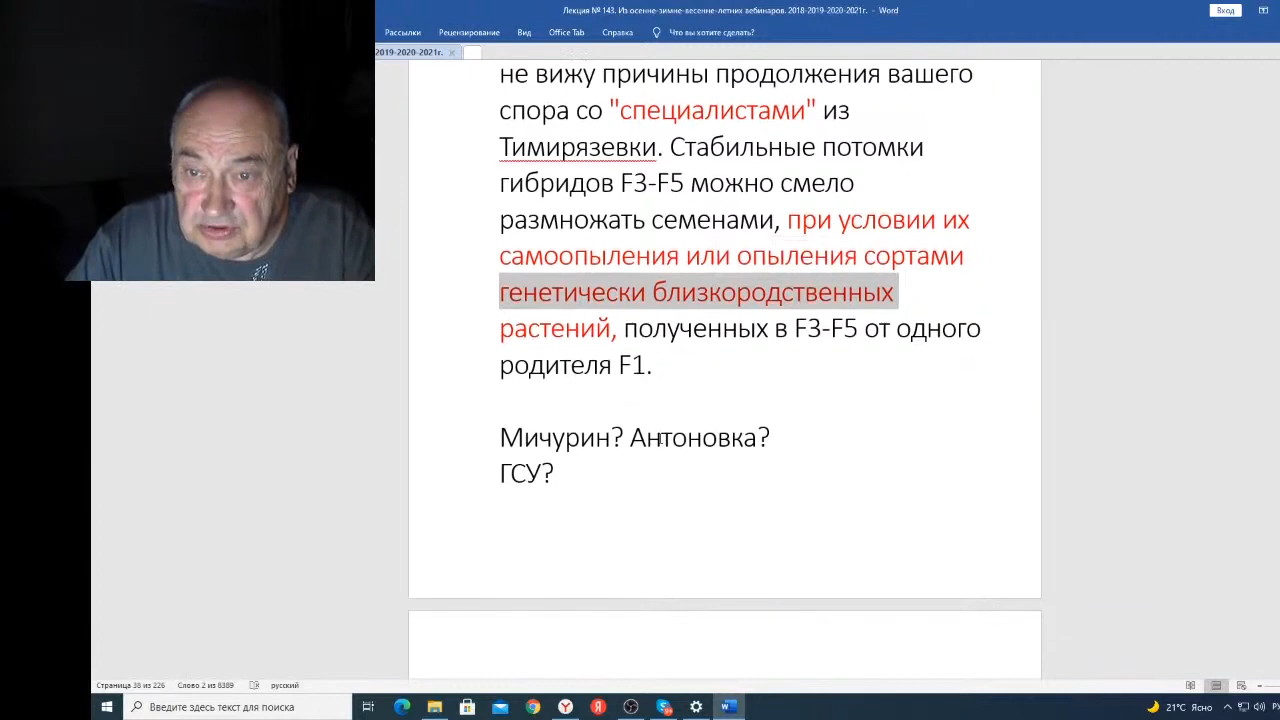 Лекция № 143. Из осенне-зимне-весенне-летних вебинаров. 2018-2019-2020-2021г. - Word
Вход
Рассылки Рецензирование Вид Office Tab Справка Что вы хотите сделать?
2019-2020-2021г.
не вижу причины продолжения вашего
спора со "специалистами" из
Тимирязевки. Стабильные потомки
гибридов F3-F5 можно смело
размножать семенами, при условии их
самоопыления или опыления сортами
генетически близкородственных
растений, полученных в F3-F5 от одного
родителя F1.
Мичурин? Антоновка?
ГСУ?
Страница 38 из 226 Слово 2 из 8389 русский
Введите здесь текст для поиска
21°C Ясно